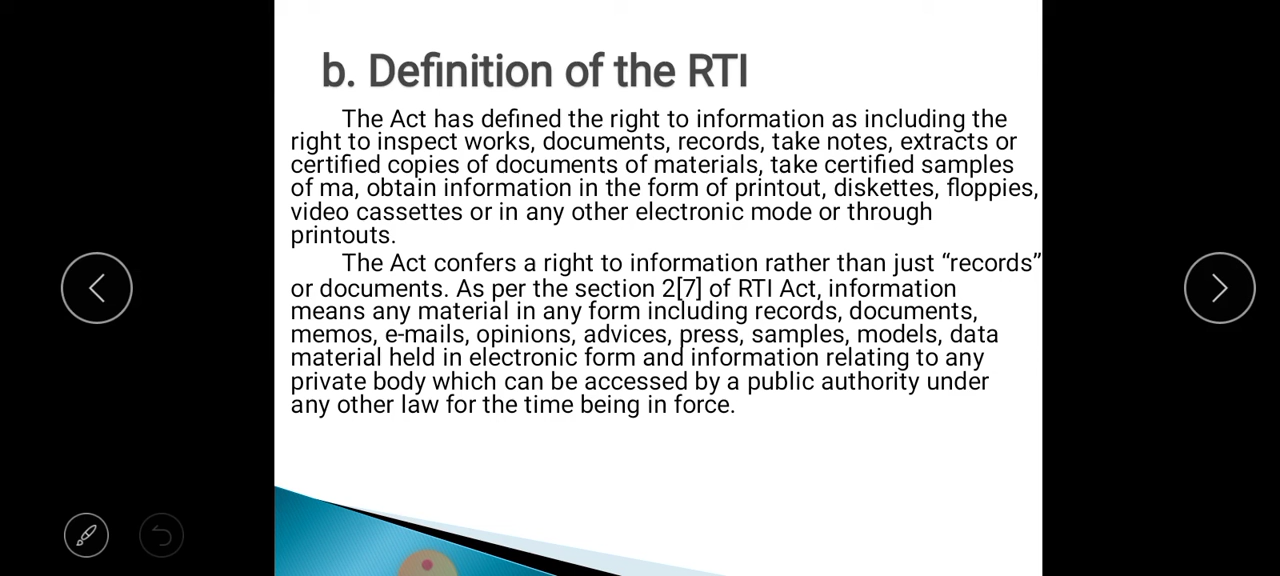 b. Definition of the RTI
The Act has defined the right to information as including the
right to inspect works, documents, records, take notes, extracts or
certified copies of documents of materials, take certified samples
of ma, obtain information in the form of printout, diskettes, floppies,
video cassettes or in any other electronic mode or through
printouts.
The Act confers a right to information rather than just “records”
or documents. As per the section 2[7] of RTI Act, information
means any material in any form including records, documents,
memos, e-mails, opinions, advices, press, samples, models, data
material held in electronic form and information relating to any
private body which can be accessed by a public authority under
any other law for the time being in force.